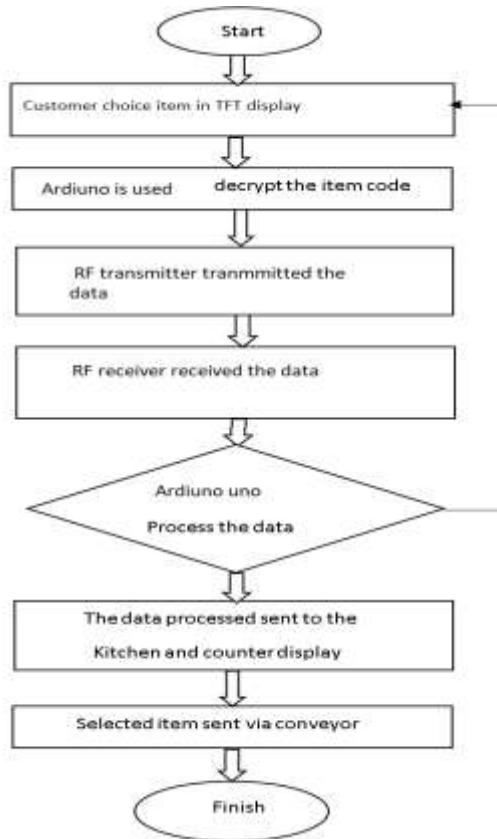 Start
Customer choice item in TFT display
Ardiuno is used decrypt the item code
RF transmitter tranmmitted the
data
RF receiver received the data
Ardiuno uno
Process the data
The data processed sent to the
Kitchen and counter display
Selected item sent via conveyor
Finish